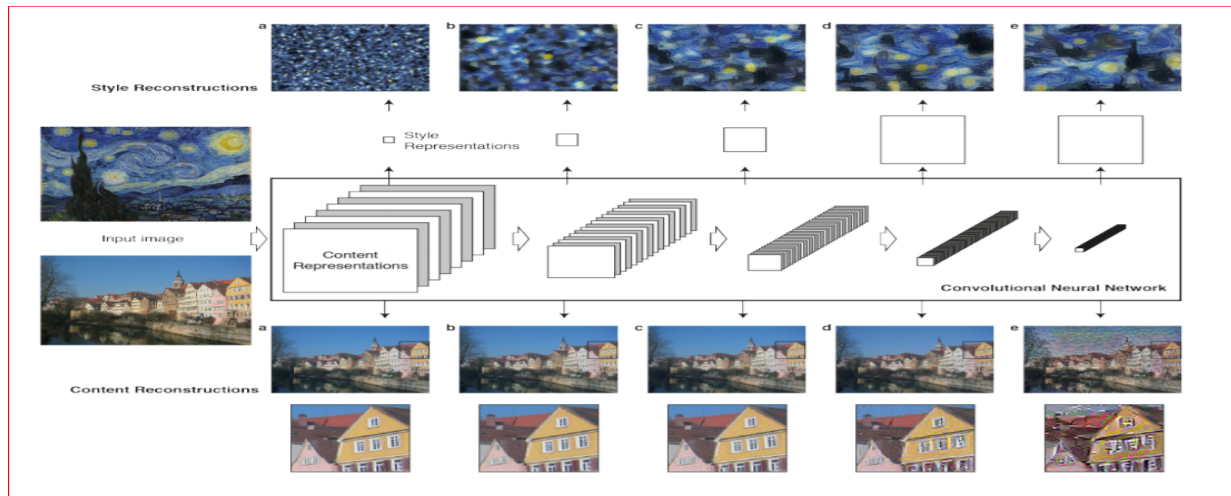 a b c d e
Style Reconstructions
Style
Representations
Input image
Content
Representations
Convolutional Neural Network
a b c d e
Content Reconstructions